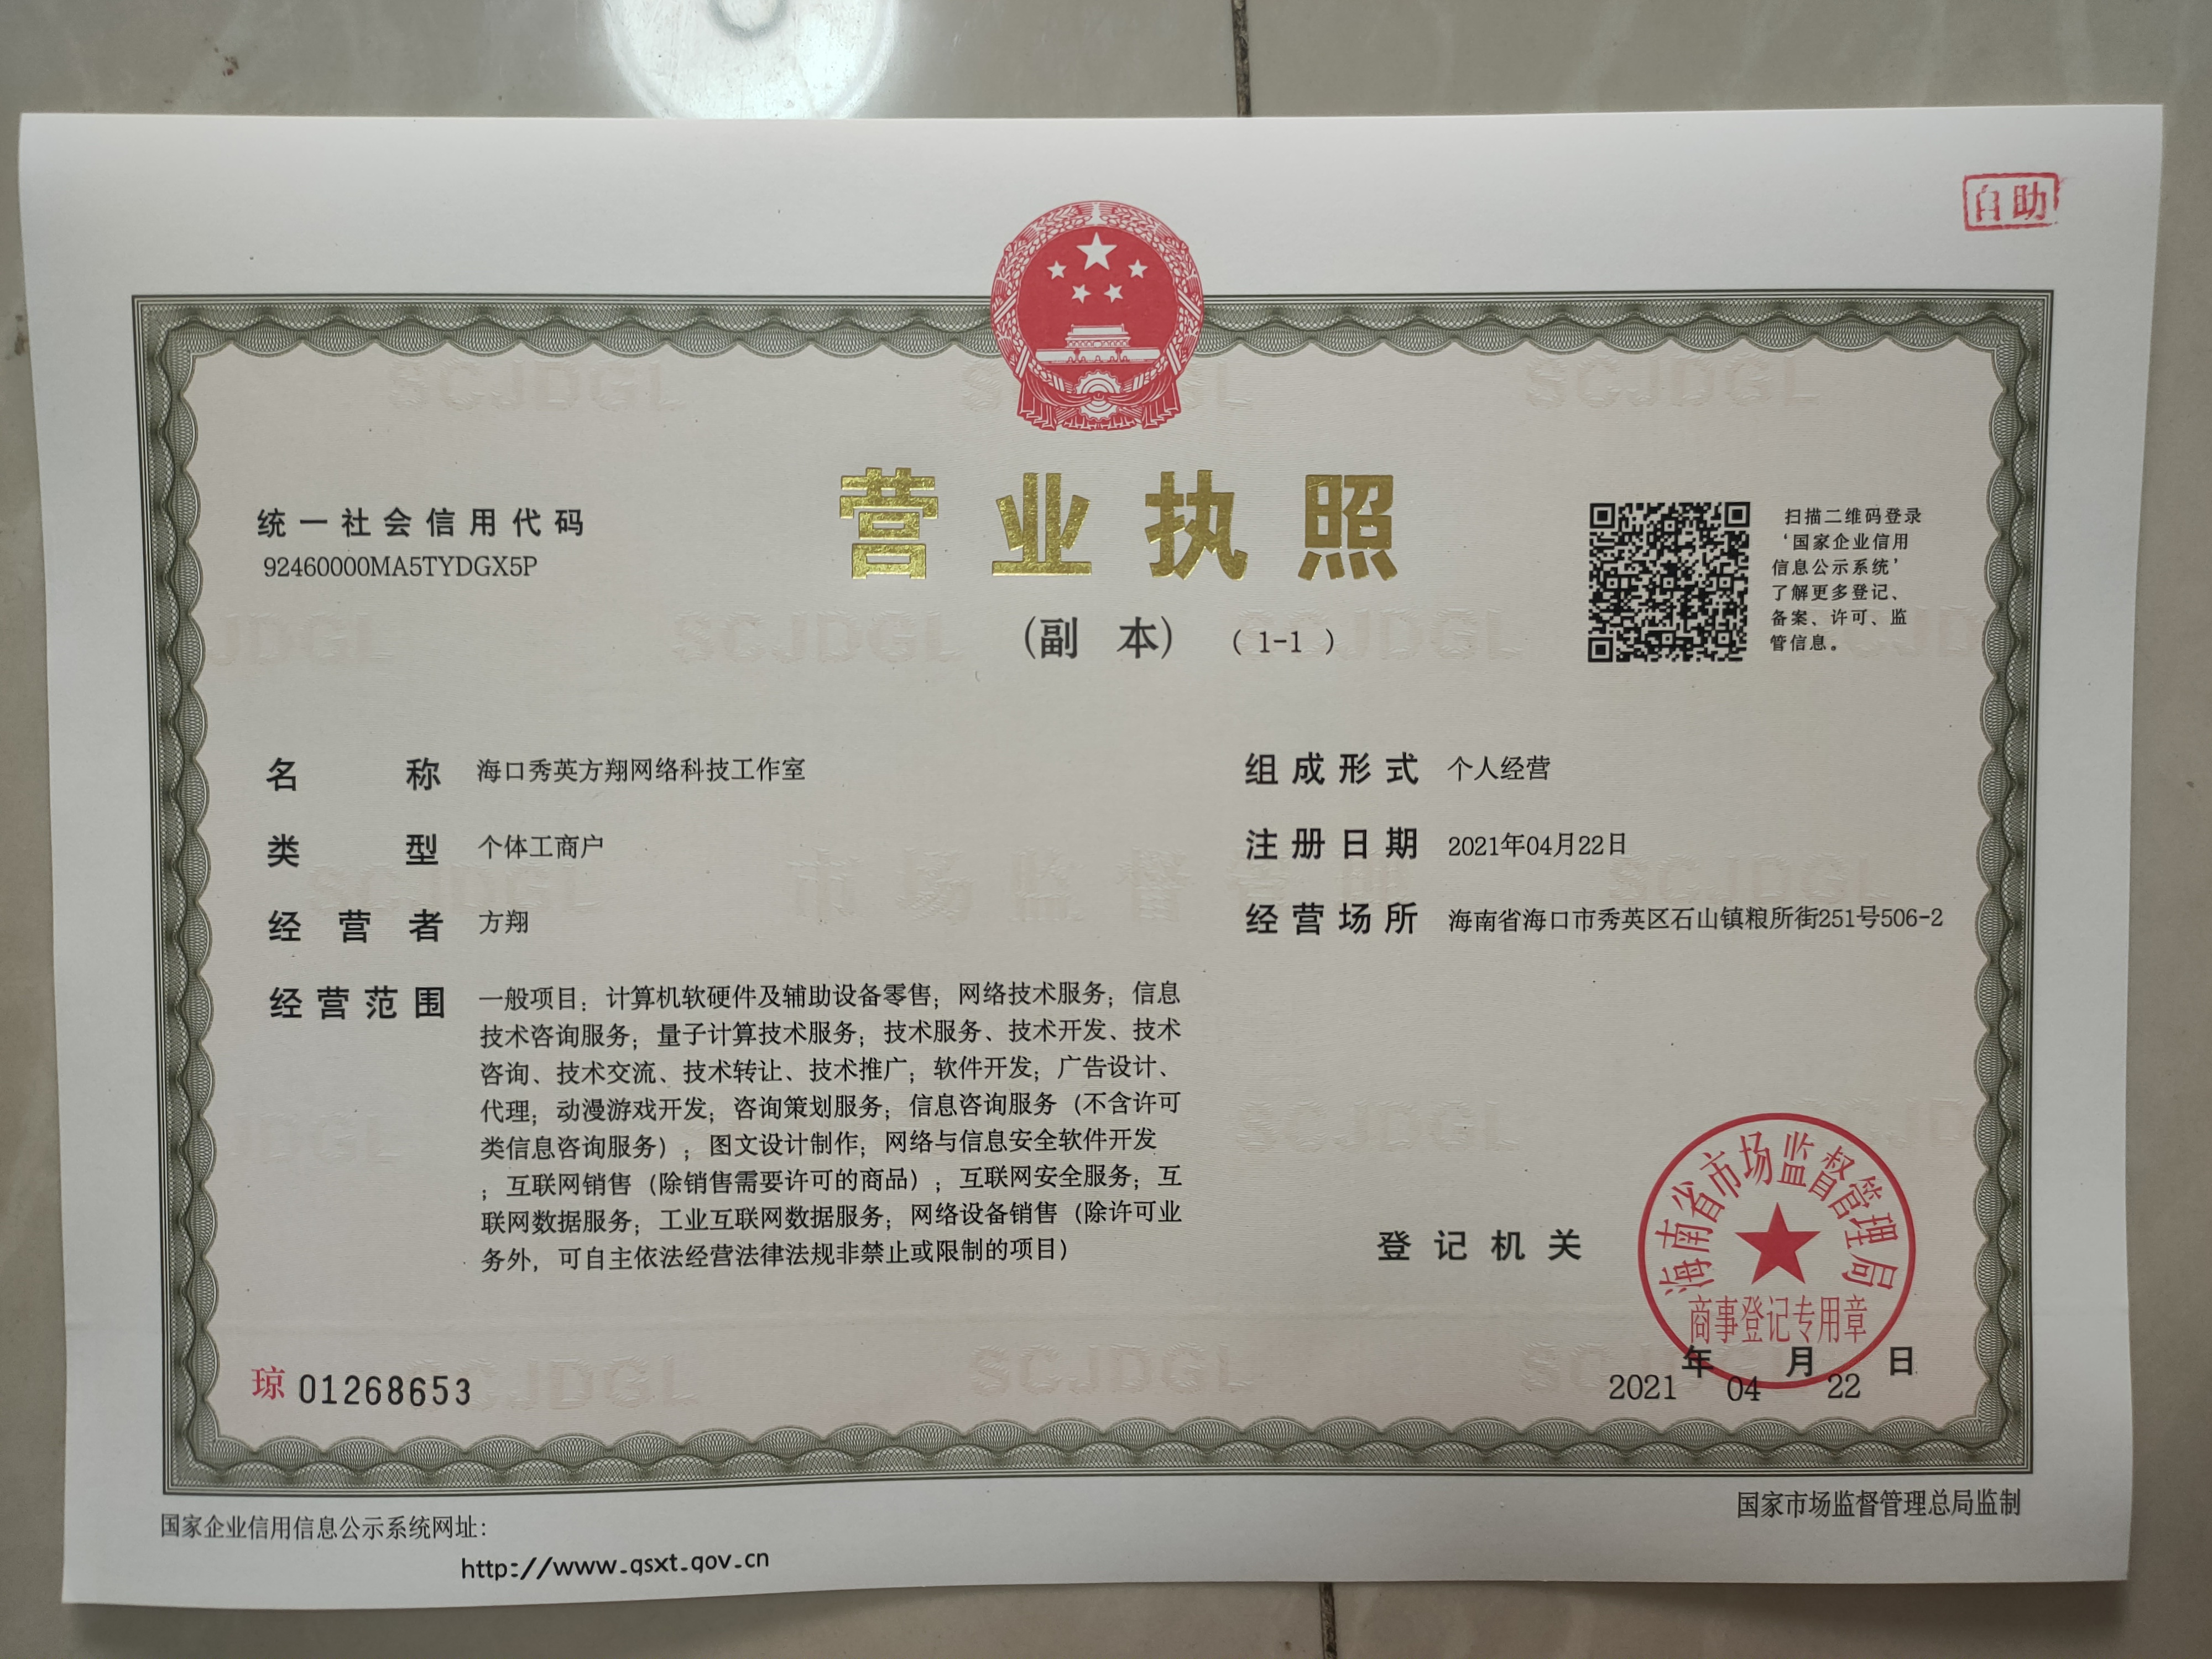 自助
营业执照
(副 本) ( 1-1 )
统一社会信用代码
92460000MA5TYDGX5P
扫描二维码登录
‘国家企业信用
信息公示系统’
了解更多登记、
备案、许可、监
管信息。
名 称 海口秀英方翔网络科技工作室
类 型 个体工商户
经 营 者 方翔
经营范围 一般项目：计算机软硬件及辅助设备零售；网络技术服务；信息
技术咨询服务；量子计算技术服务；技术服务、技术开发、技术
咨询、技术交流、技术转让、技术推广；软件开发；广告设计、
代理；动漫游戏开发；咨询策划服务；信息咨询服务（不含许可
类信息咨询服务）；图文设计制作；网络与信息安全软件开发
；互联网销售（除销售需要许可的商品）；互联网安全服务；互
联网数据服务；工业互联网数据服务；网络设备销售（除许可业
务外，可自主依法经营法律法规非禁止或限制的项目）
组成形式 个人经营
注册日期 2021年04月22日
经营场所 海南省海口市秀英区石山镇粮所街251号506-2
登记机关
海南省市场监督管理局
商事登记专用章
2021 年 04 月 22 日
琼 01268653
国家企业信用信息公示系统网址：
http://www.gsxt.gov.cn
国家市场监督管理总局监制
SCJDGL
市场监督管理